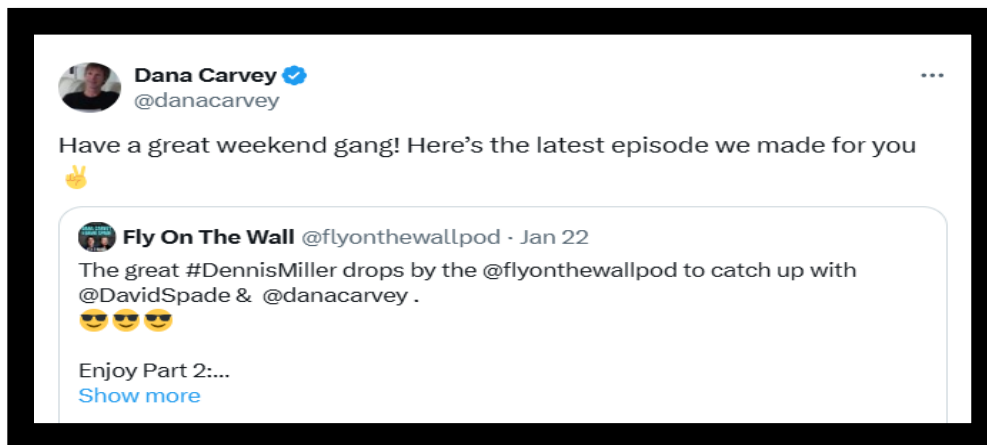 Dana Carvey
@danacarvey
Have a great weekend gang! Here’s the latest episode we made for you
✌️
Fly On The Wall @flyonthewallpod · Jan 22
The great #DennisMiller drops by the @flyonthewallpod to catch up with
@DavidSpade & @danacarvey .
😎😎😎
Enjoy Part 2:...
Show more